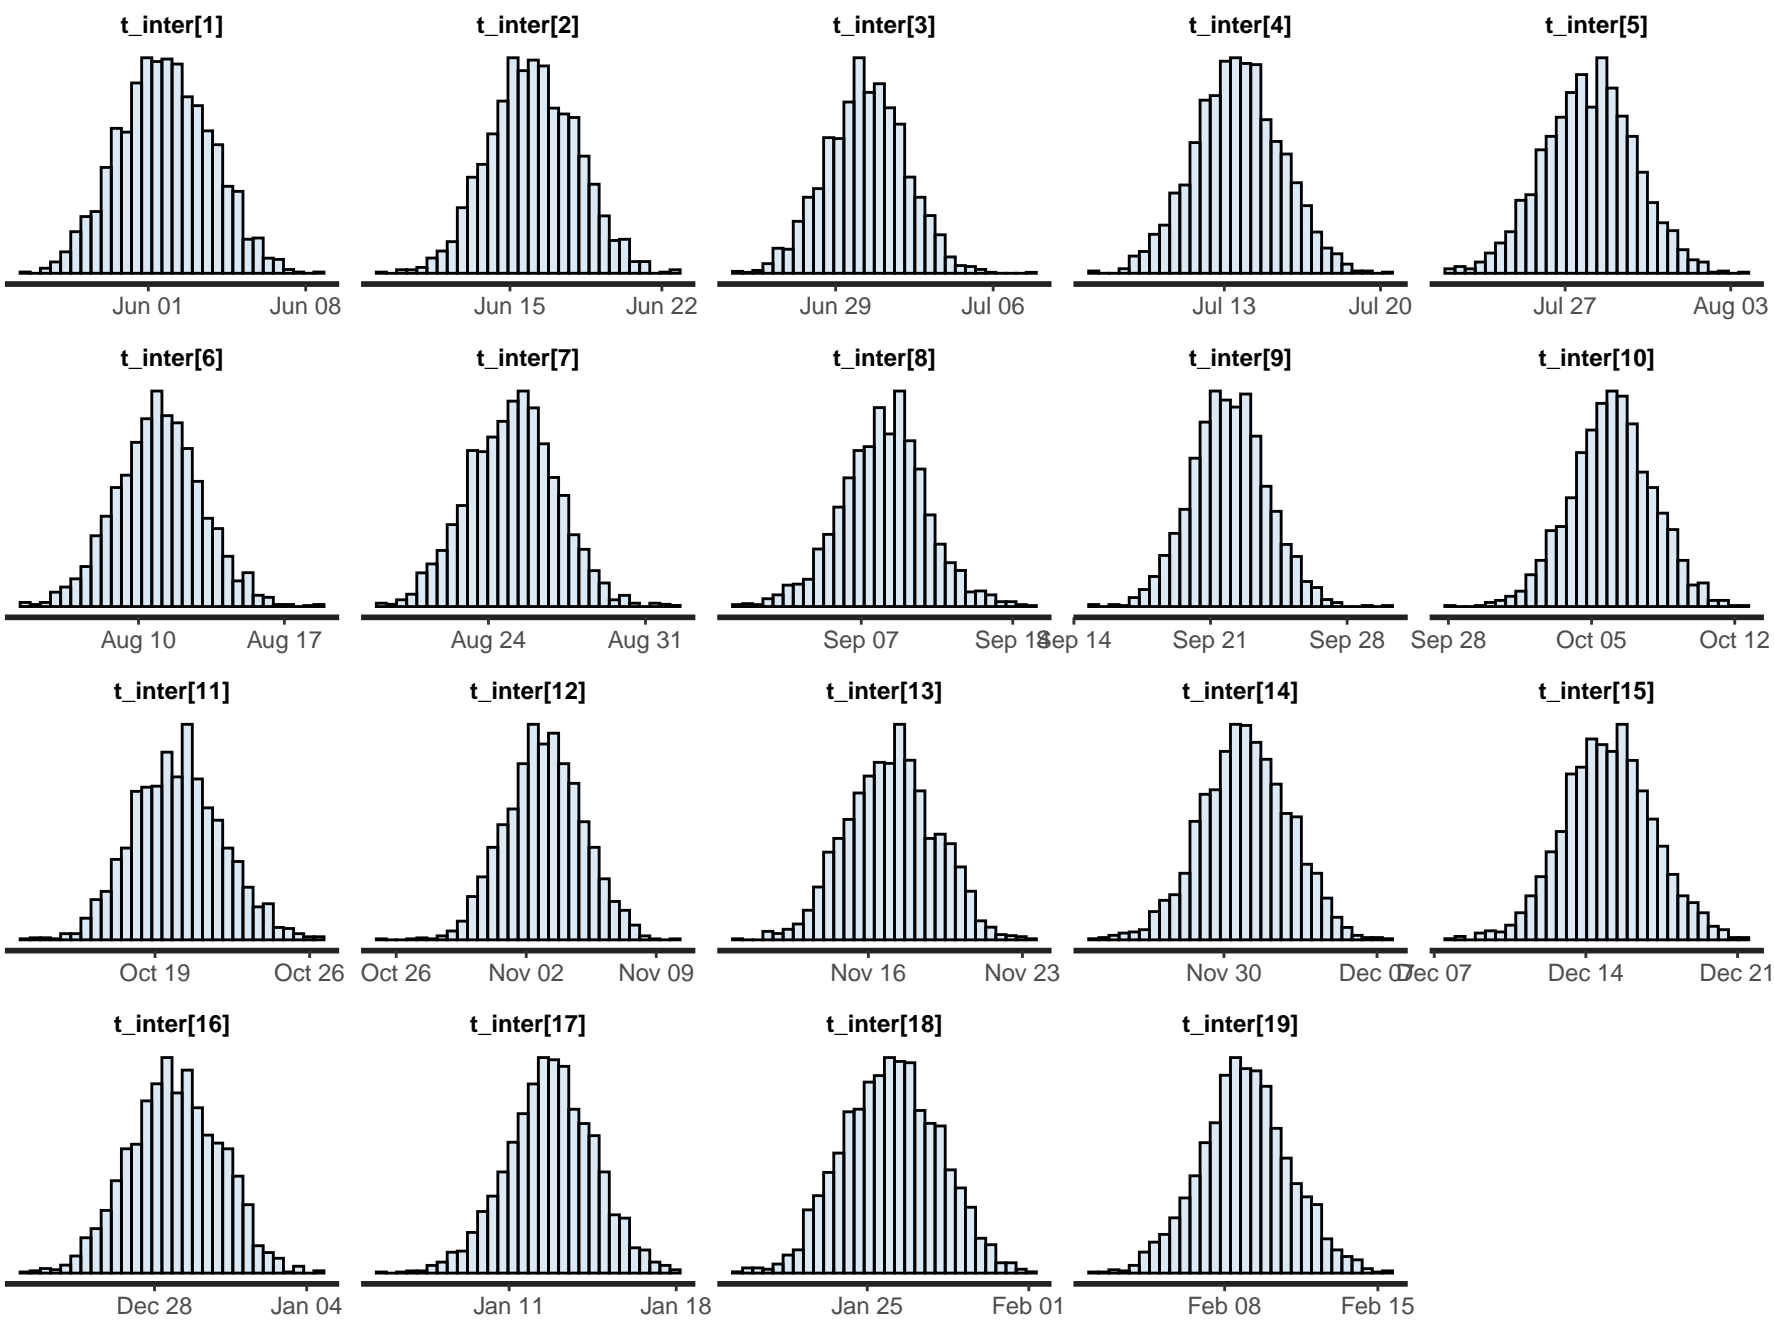 t_inter[1] t_inter[2] t_inter[3] t_inter[4] t_inter[5]
Jun 01 Jun 08 Jun 15 Jun 22 Jun 29 Jul 06 Jul 13 Jul 20 Jul 27 Aug 03
t_inter[6] t_inter[7] t_inter[8] t_inter[9] t_inter[10]
Aug 10 Aug 17 Aug 24 Aug 31 Sep 07 Sep 14 Sep 14 Sep 21 Sep 28 Sep 28 Oct 05 Oct 12
t_inter[11] t_inter[12] t_inter[13] t_inter[14] t_inter[15]
Oct 19 Oct 26 Oct 26 Nov 02 Nov 09 Nov 16 Nov 23 Nov 30 Dec 07 Dec 07 Dec 14 Dec 21
t_inter[16] t_inter[17] t_inter[18] t_inter[19]
Dec 28 Jan 04 Jan 11 Jan 18 Jan 25 Feb 01 Feb 08 Feb 15